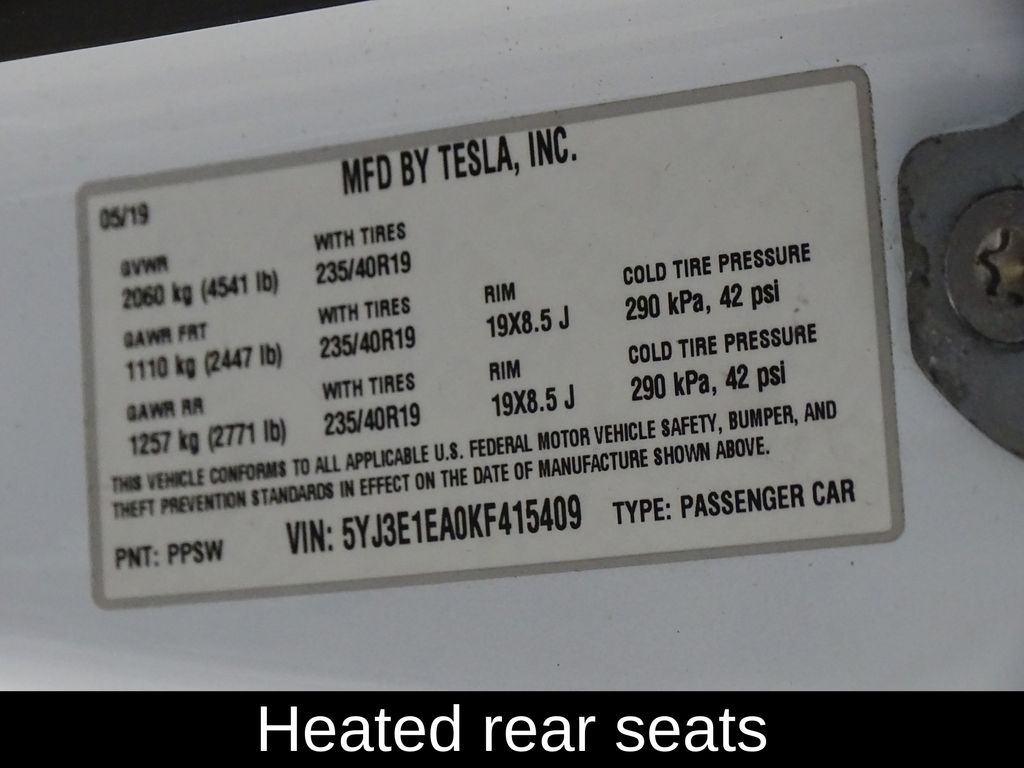 MFD BY TESLA, INC.
05/19
GVWR
2060 kg (4541 lb)
WITH TIRES
235/40R19
GAWR FRT
1110 kg (2447 lb)
WITH TIRES
235/40R19
RIM
19X8.5 J
COLD TIRE PRESSURE
290 kPa, 42 psi
GAWR RR
1257 kg (2771 lb)
WITH TIRES
235/40R19
RIM
19X8.5 J
COLD TIRE PRESSURE
290 kPa, 42 psi
THIS VEHICLE CONFORMS TO ALL APPLICABLE U.S. FEDERAL MOTOR VEHICLE SAFETY, BUMPER, AND
THEFT PREVENTION STANDARDS IN EFFECT ON THE DATE OF MANUFACTURE SHOWN ABOVE.
PNT: PPSW VIN: 5YJ3E1EA0KF415409 TYPE: PASSENGER CAR
Heated rear seats